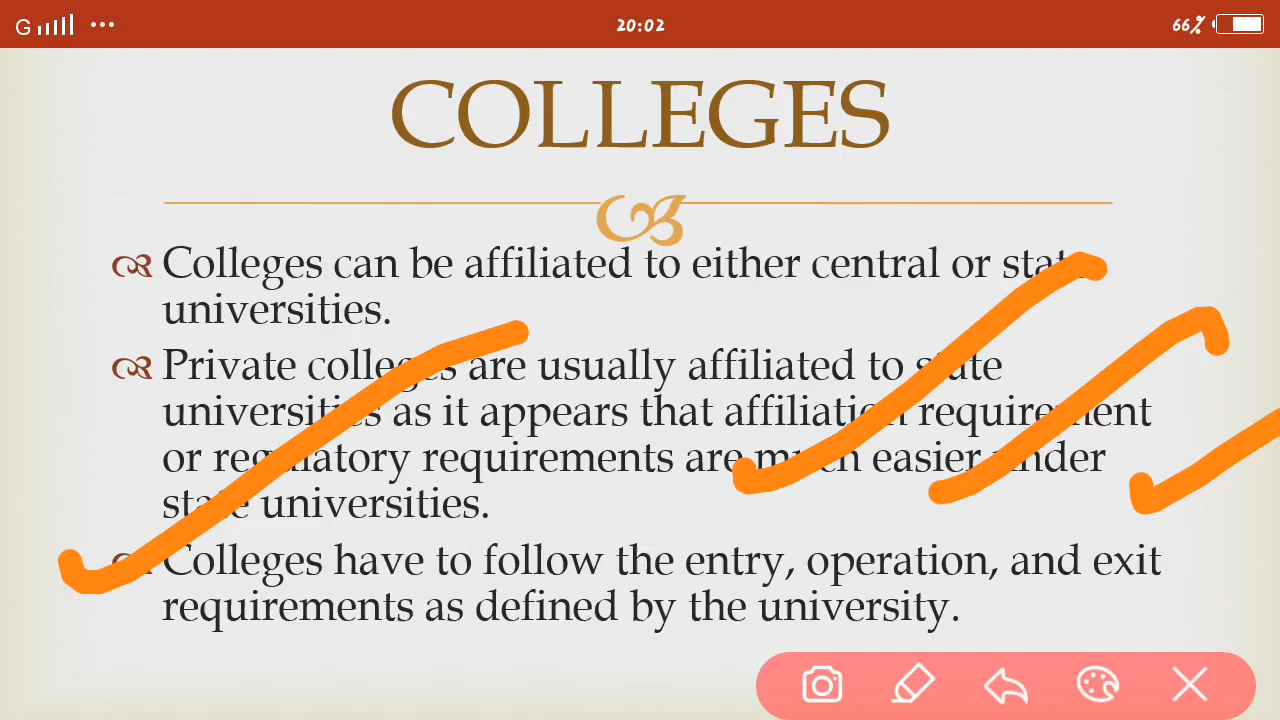 G 20:02 66%
COLLEGES
Colleges can be affiliated to either central or state
universities.
Private colleges are usually affiliated to state
universities as it appears that affiliation requirement
or regulatory requirements are much easier under
state universities.
Colleges have to follow the entry, operation, and exit
requirements as defined by the university.